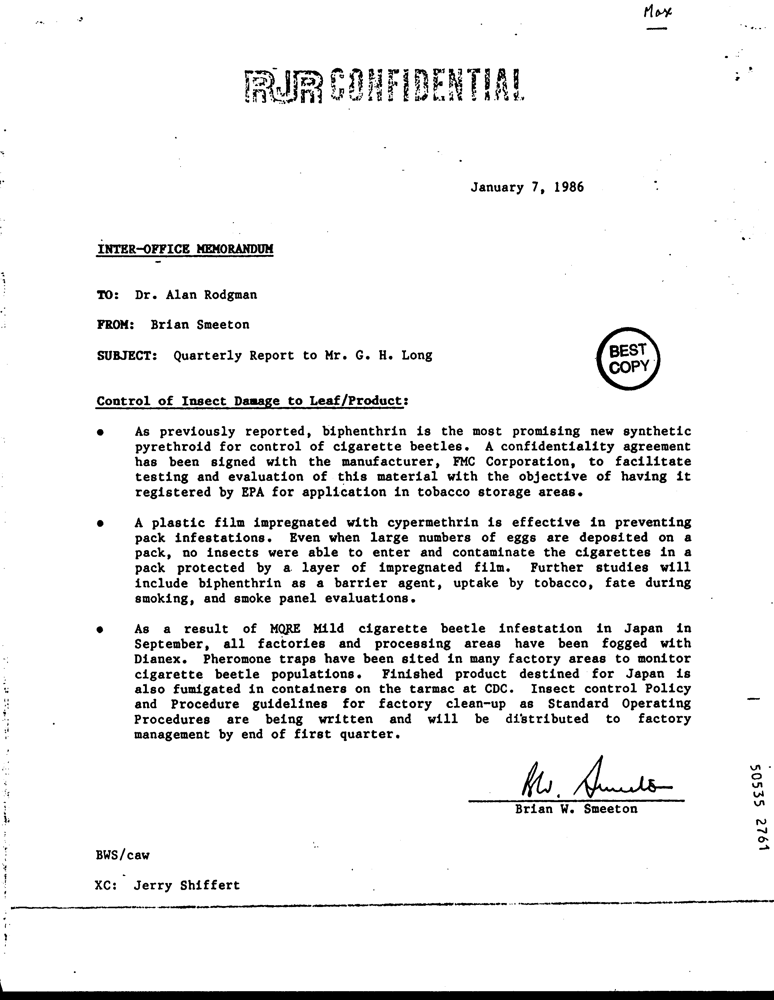 Max
RJR CONFIDENTIAL
January 7, 1986
INTER-OFFICE MEMORANDUM
TO: Dr. Alan Rodgman
FROM: Brian Smeeton
SUBJECT: Quarterly Report to Mr. G. H. Long
BEST
COPY
Control of Insect Damage to Leaf/Product:
• As previously reported, biphenthrin is the most promising new synthetic
pyrethroid for control of cigarette beetles. A confidentiality agreement
has been signed with the manufacturer, FMC Corporation, to facilitate
testing and evaluation of this material with the objective of having it
registered by EPA for application in tobacco storage areas.
• A plastic film impregnated with cypermethrin is effective in preventing
pack infestations. Even when large numbers of eggs are deposited on a
pack, no insects were able to enter and contaminate the cigarettes in a
pack protected by a layer of impregnated film. Further studies will
include biphenthrin as a barrier agent, uptake by tobacco, fate during
smoking, and smoke panel evaluations.
• As a result of MORE Mild cigarette beetle infestation in Japan in
September, all factories and processing areas have been fogged with
Dianex. Pheromone traps have been sited in many factory areas to monitor
cigarette beetle populations. Finished product destined for Japan is
also fumigated in containers on the tarmac at CDC. Insect control Policy
and Procedure guidelines for factory clean-up as Standard Operating
Procedures are being written and will be distributed to factory
management by end of first quarter.
BW. Smeeton
Brian W. Smeeton
50535 2761
BWS/caw
XC: Jerry Shiffert